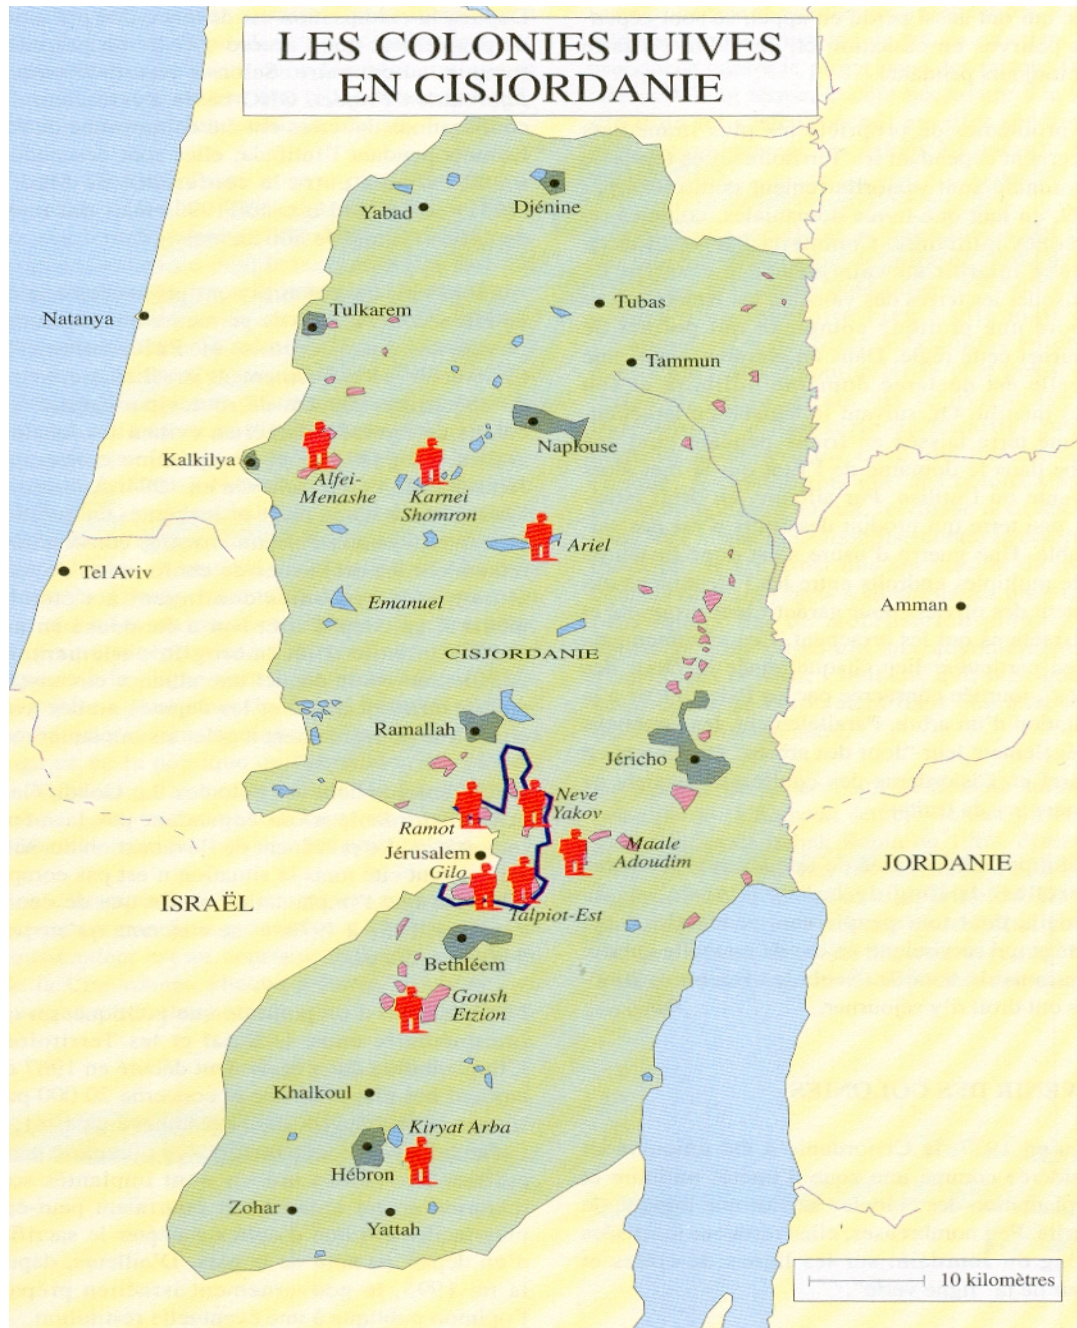 LES COLONIES JUIVES
EN CISJORDANIE
Yabad
Djénine
Natanya
Tulkarem
Tubas
Tammun
Naplouse
Kalkilya
Alfei-
Menashe
Karnei
Shomron
Ariel
Tel Aviv
Emanuel
Amman
CISJORDANIE
Ramallah
Jéricho
Neve
Yakov
Ramot
Maale
Adoudim
Jérusalem
Gilo
JORDANIE
ISRAËL
Talpiot-Est
Bethléem
Goush
Etzion
Khalkoul
Kiryat Arba
Hébron
Zohar
Yattah
10 kilomètres